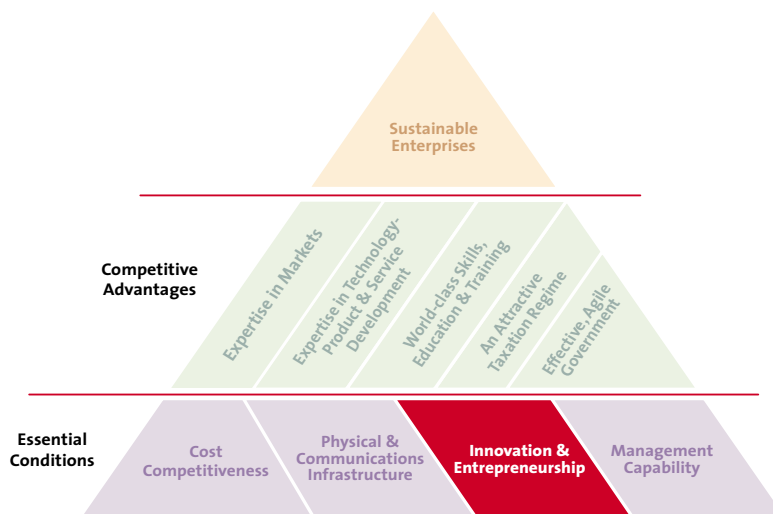 Sustainable
Enterprises
Competitive
Advantages
Expertise in Markets
Expertise in Technology-
Product & Service
Development
World-class Skills,
Education & Training
An Attractive
Taxation Regime
Effective, Agile
Government
Essential
Conditions
Cost
Competitiveness
Physical &
Communications
Infrastructure
Innovation &
Entrepreneurship
Management
Capability